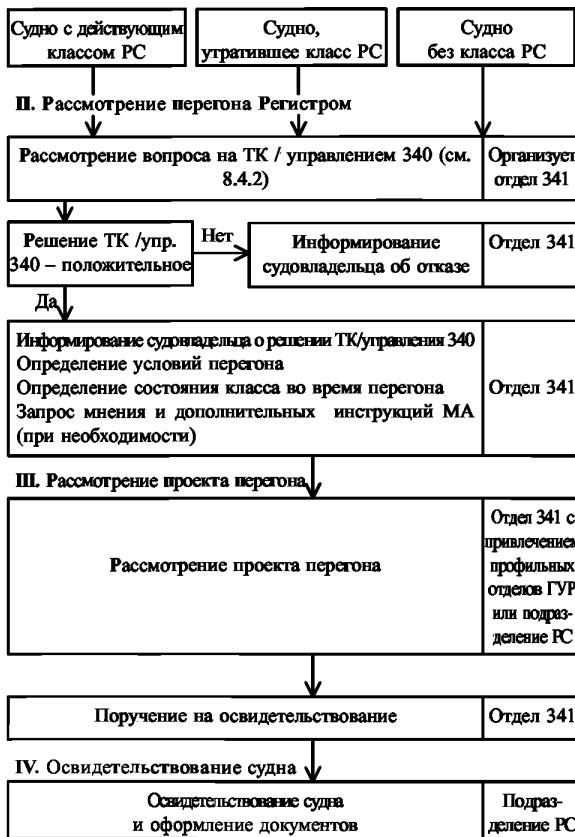 Судно с действующим
классом РС
Судно,
утратившее класс РС
Судно
без класса РС
II. Рассмотрение перегона Регистром
Рассмотрение вопроса на ТК / управлением 340 (см.
8.4.2)
Организует
отдел 341
Решение ТК /упр.
340 – положительное
Нет
Информирование
судовладельца об отказе
Отдел 341
Да
Информирование судовладельца о решении ТК/управления 340
Определение условий перегона
Определение состояния класса во время перегона
Запрос мнения и дополнительных инструкций МА
(при необходимости)
Отдел 341
III. Рассмотрение проекта перегона
Рассмотрение проекта перегона
Отдел 341 с
привлечением
профильных
отделов ГУР
или подраз-
деление РС
Поручение на освидетельствование
Отдел 341
IV. Освидетельствование судна
Освидетельствование судна
и оформление документов
Подраз-
деление РС